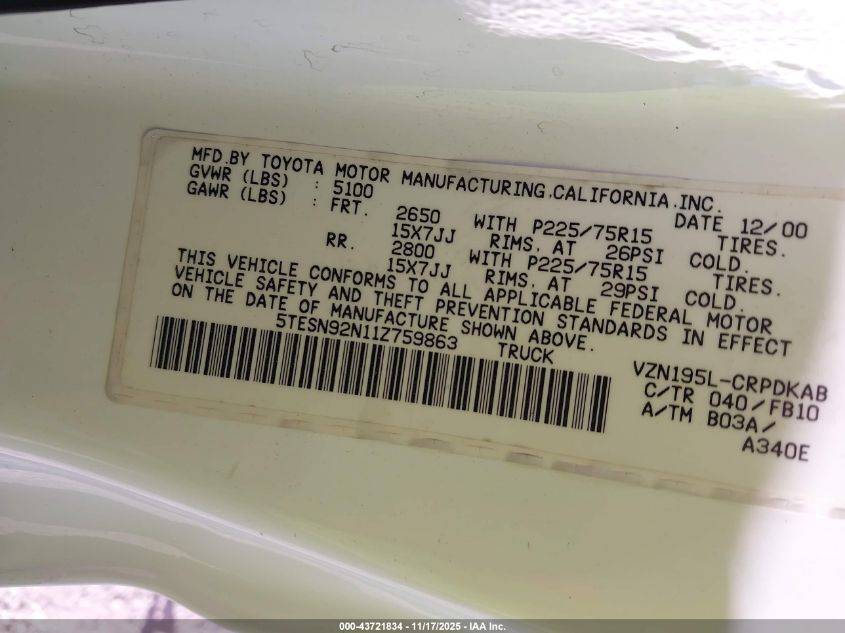 MFD.BY TOYOTA MOTOR MANUFACTURING.CALIFORNIA.INC.
GVWR (LBS) : 5100 DATE 12/00
GAWR (LBS) : FRT. 2650 WITH P225/75R15 TIRES.
15X7JJ RIMS. AT 26PSI COLD.
RR. 2800 WITH P225/75R15 TIRES.
15X7JJ RIMS. AT 29PSI COLD.
THIS VEHICLE CONFORMS TO ALL APPLICABLE FEDERAL MOTOR
VEHICLE SAFETY AND THEFT PREVENTION STANDARDS IN EFFECT
ON THE DATE OF MANUFACTURE SHOWN ABOVE.
5TESN92N11Z759863 TRUCK
VZN195L-CRPDKAB
C/TR 040/FB10
A/TM B03A/
A340E
000-43721834 - 11/17/2025 - IAA Inc.